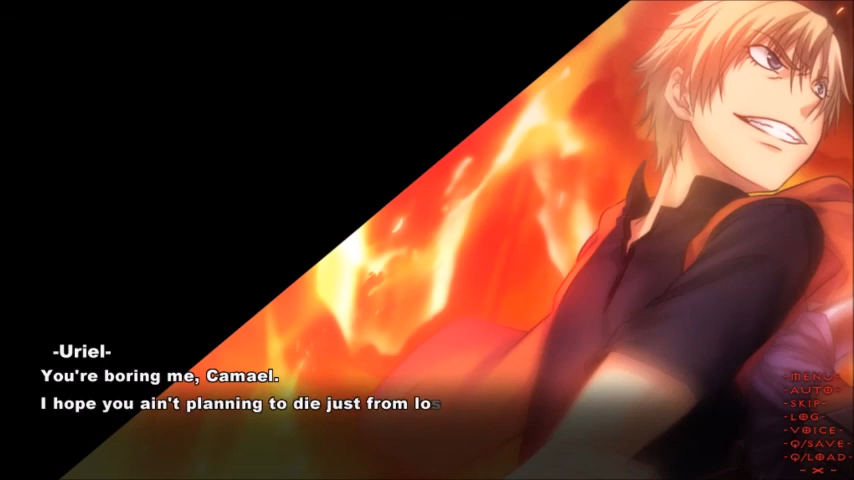 -Uriel-
You're boring me, Camael.
I hope you ain't planning to die just from los
-MENU-
-AUTO-
-SKIP-
-LOG-
-VOICE-
-Q/SAVE-
-Q/LOAD-
-×-